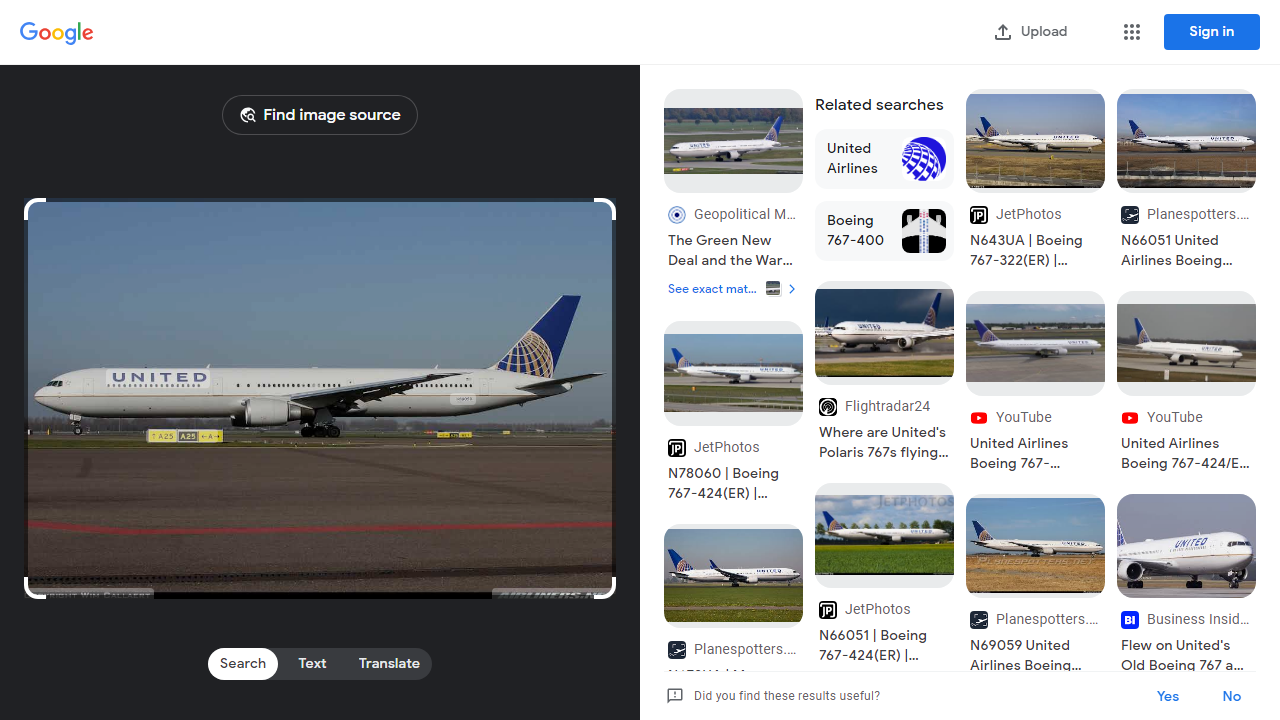 Google
Upload
Sign in
Find image source
UNITED
↑A25 A25 ←A→
Search
Text
Translate
Geopolitical M...
The Green New
Deal and the War...
See exact mat...
JetPhotos
N78060 | Boeing
767-424(ER) |...
Planespotters....
Related searches
United
Airlines
Boeing
767-400
Flightradar24
Where are United's
Polaris 767s flying...
JetPhotos
N66051 | Boeing
767-424(ER) |...
JetPhotos
N643UA | Boeing
767-322(ER) |...
YouTube
United Airlines
Boeing 767-...
Planespotters....
N69059 United
Airlines Boeing...
Planespotters....
N66051 United
Airlines Boeing...
YouTube
United Airlines
Boeing 767-424/E...
Business Insid...
Flew on United's
Old Boeing 767 a...
Did you find these results useful?
Yes
No